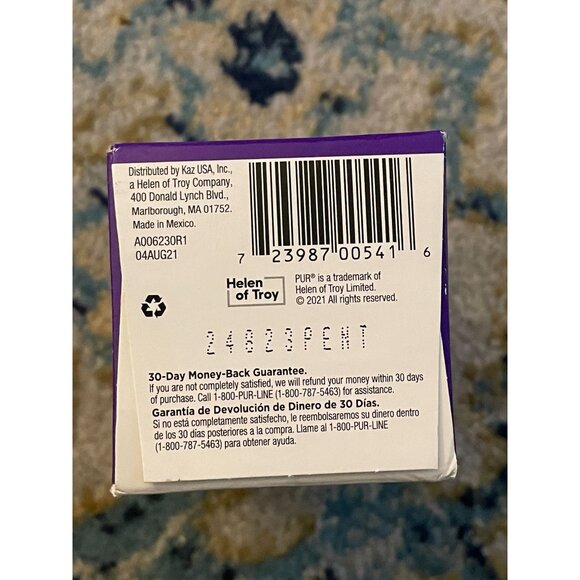 Distributed by Kaz USA, Inc.,
a Helen of Troy Company,
400 Donald Lynch Blvd.,
Marlborough, MA 01752.
Made in Mexico.
A006230R1
04AUG21
7 23987 00541 6
Helen
of Troy
PUR® is a trademark of
Helen of Troy Limited.
© 2021 All rights reserved.
24823PENT
30-Day Money-Back Guarantee.
If you are not completely satisfied, we will refund your money within 30 days
of purchase. Call 1-800-PUR-LINE (1-800-787-5463) for assistance.
Garantía de Devolución de Dinero de 30 Días.
Si no está completamente satisfecho, le reembolsaremos su dinero dentro
de los 30 días posteriores a la compra. Llame al 1-800-PUR-LINE
(1-800-787-5463) para obtener ayuda.